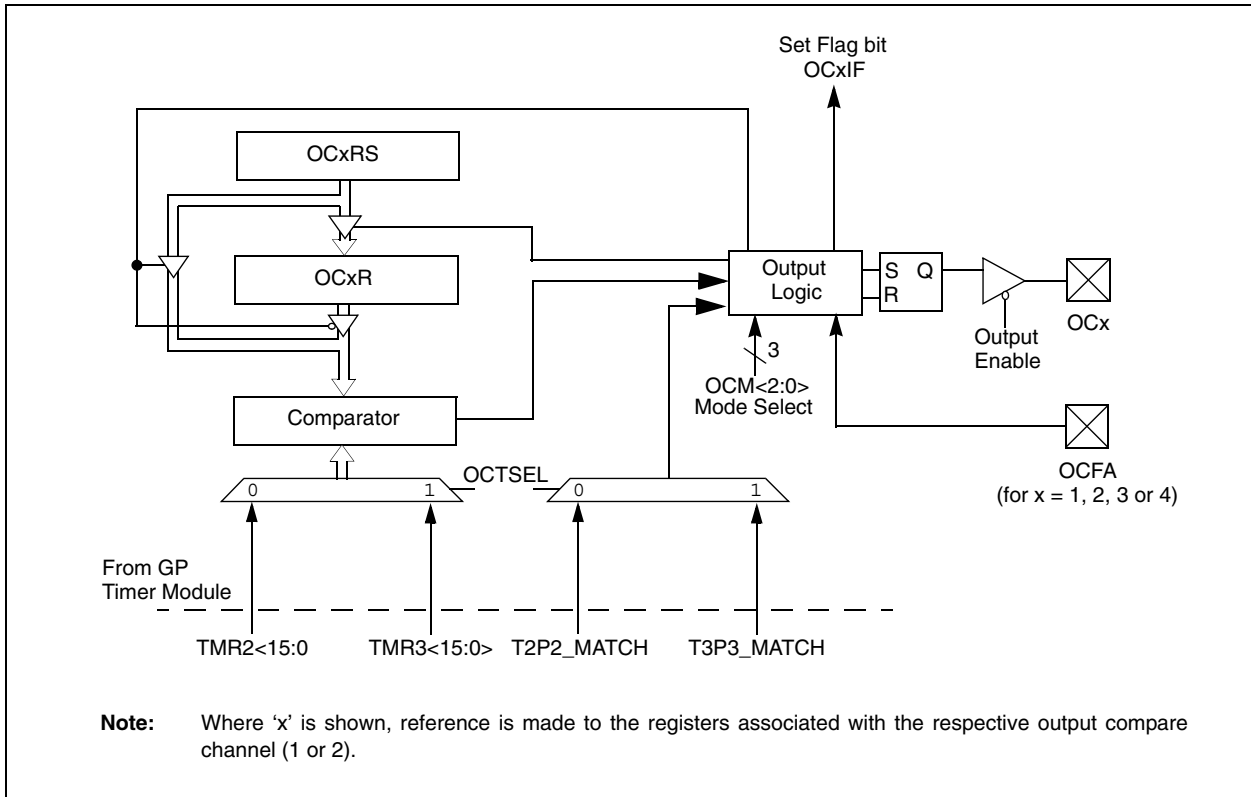 Set Flag bit
OCxIF
OCxRS
OCxR
Output
Logic
S Q
R
OCx
Output
Enable
3
OCM<2:0>
Mode Select
Comparator
OCFA
(for x = 1, 2, 3 or 4)
OCTSEL
0 1
0 1
From GP
Timer Module
TMR2<15:0 TMR3<15:0> T2P2_MATCH T3P3_MATCH
Note: Where ‘x’ is shown, reference is made to the registers associated with the respective output compare
channel (1 or 2).